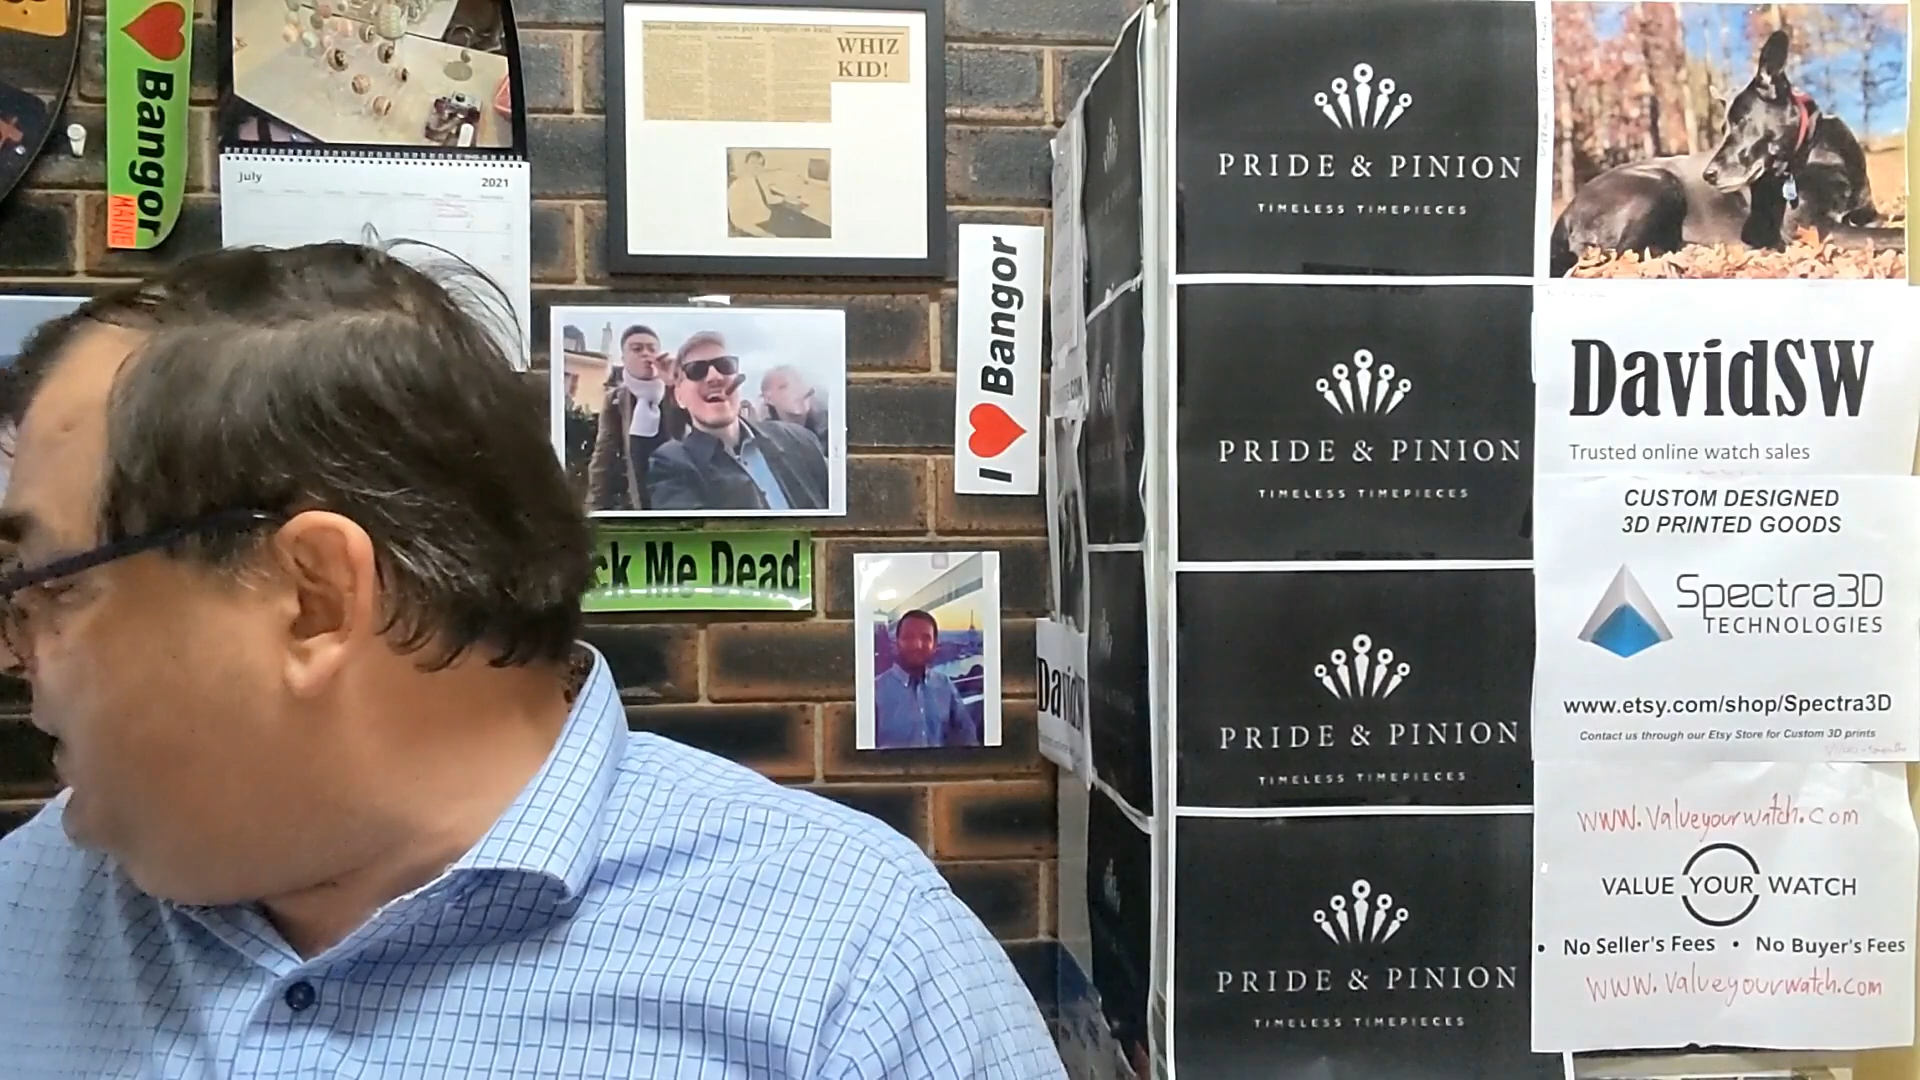 Bangor
MAINE
July
2021
WHIZ
KID!
I ❤ Bangor
ck Me Dead
DavidS
PRIDE & PINION
TIMELESS TIMEPIECES
PRIDE & PINION
TIMELESS TIMEPIECES
PRIDE & PINION
TIMELESS TIMEPIECES
PRIDE & PINION
TIMELESS TIMEPIECES
DavidSW
Trusted online watch sales
CUSTOM DESIGNED
3D PRINTED GOODS
Spectra3D
TECHNOLOGIES
www.etsy.com/shop/Spectra3D
Contact us through our Etsy Store for Custom 3D prints
www.valueyourwatch.com
VALUE YOUR WATCH
• No Seller's Fees • No Buyer's Fees
www.valueyourwatch.com